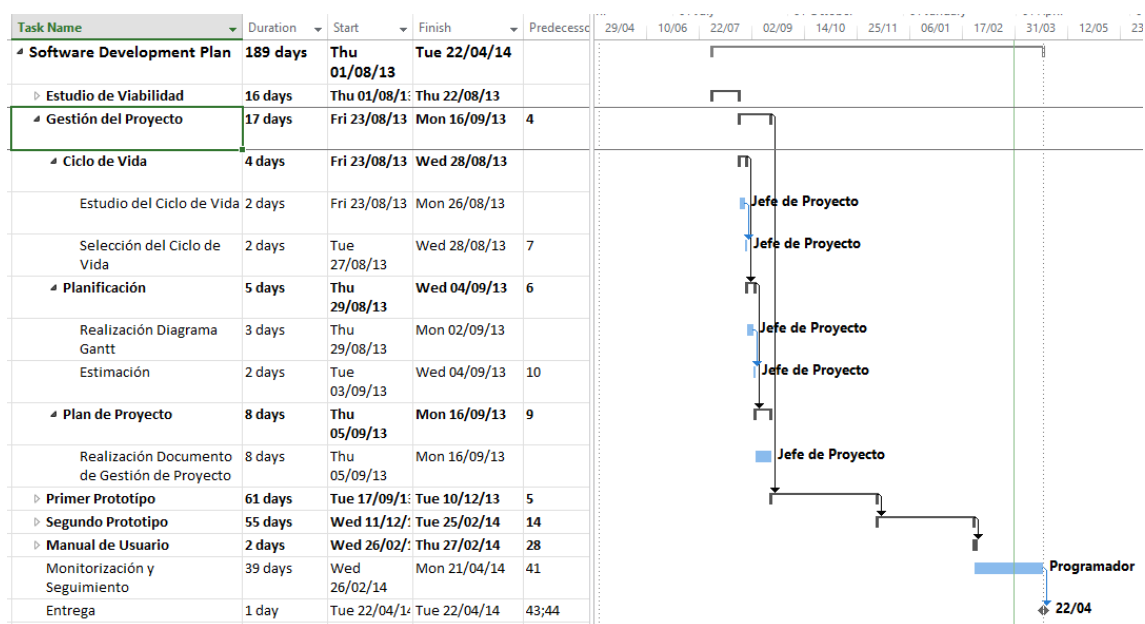 Task Name Duration Start Finish Predecesso 29/04 10/06 22/07 02/09 14/10 25/11 06/01 17/02 31/03 12/05 23
Software Development Plan 189 days Thu Tue 22/04/14
01/08/13
Estudio de Viabilidad 16 days Thu 01/08/13 Thu 22/08/13
Gestión del Proyecto 17 days Fri 23/08/13 Mon 16/09/13 4
Ciclo de Vida 4 days Fri 23/08/13 Wed 28/08/13
Estudio del Ciclo de Vida 2 days Fri 23/08/13 Mon 26/08/13 Jefe de Proyecto
Selección del Ciclo de 2 days Tue Wed 28/08/13 7 Jefe de Proyecto
Vida 27/08/13
Planificación 5 days Thu Wed 04/09/13 6
29/08/13
Realización Diagrama 3 days Thu Mon 02/09/13 Jefe de Proyecto
Gantt 29/08/13
Estimación 2 days Tue Wed 04/09/13 10 Jefe de Proyecto
03/09/13
Plan de Proyecto 8 days Thu Mon 16/09/13 9
05/09/13
Realización Documento 8 days Thu Mon 16/09/13 Jefe de Proyecto
de Gestión de Proyecto 05/09/13
Primer Prototípo 61 days Tue 17/09/13 Tue 10/12/13 5
Segundo Prototipo 55 days Wed 11/12/ Tue 25/02/14 14
Manual de Usuario 2 days Wed 26/02/ Thu 27/02/14 28
Monitorización y 39 days Wed Mon 21/04/14 41 Programador
Seguimiento 26/02/14
Entrega 1 day Tue 22/04/14 Tue 22/04/14 43;44 22/04